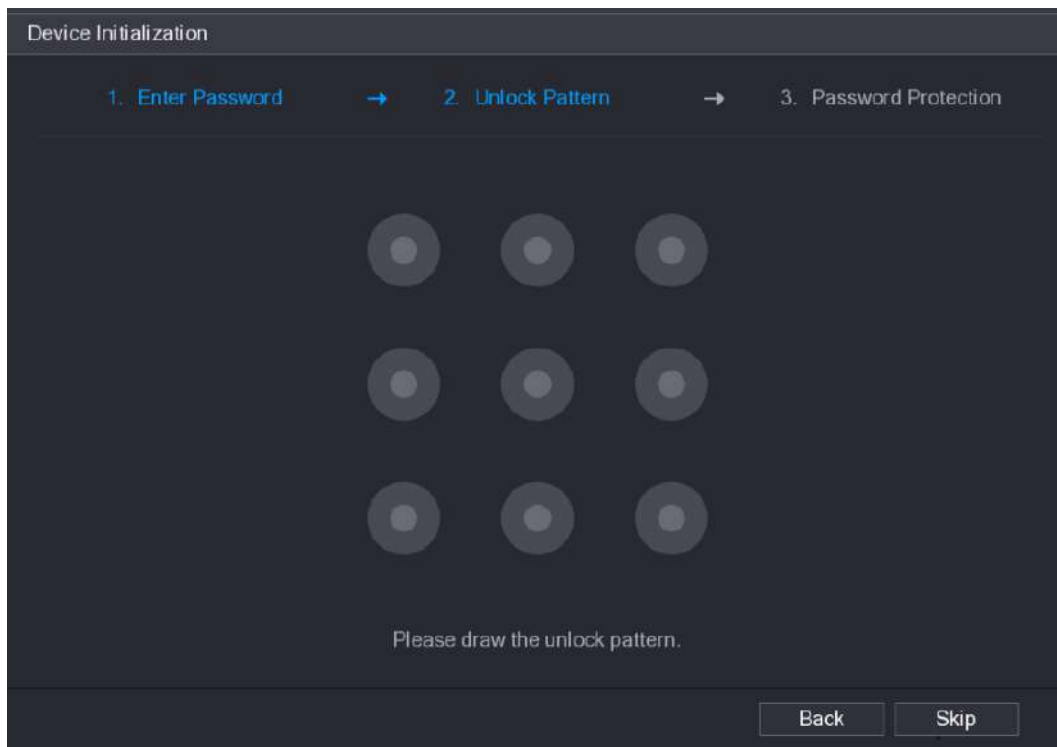 Device Initialization
1. Enter Password → 2. Unlock Pattern → 3. Password Protection
Please draw the unlock pattern.
Back Skip